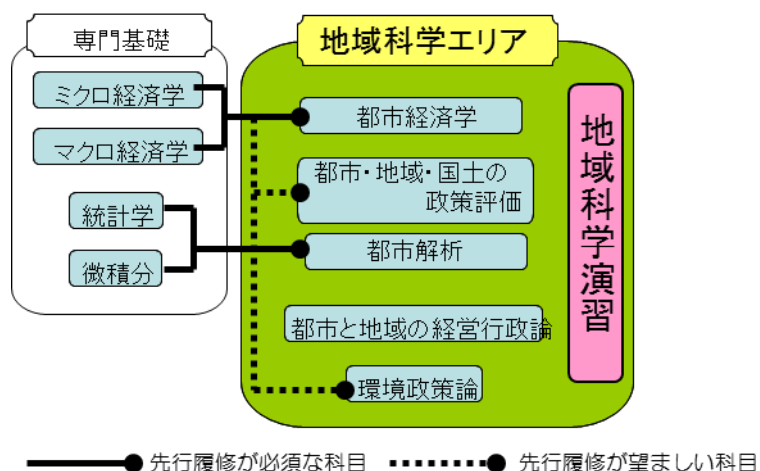 専門基礎
ミクロ経済学
マクロ経済学
統計学
微積分
地域科学エリア
都市経済学
都市・地域・国土の
政策評価
都市解析
都市と地域の経営行政論
環境政策論
地域科学演習
先行履修が必須な科目
先行履修が望ましい科目